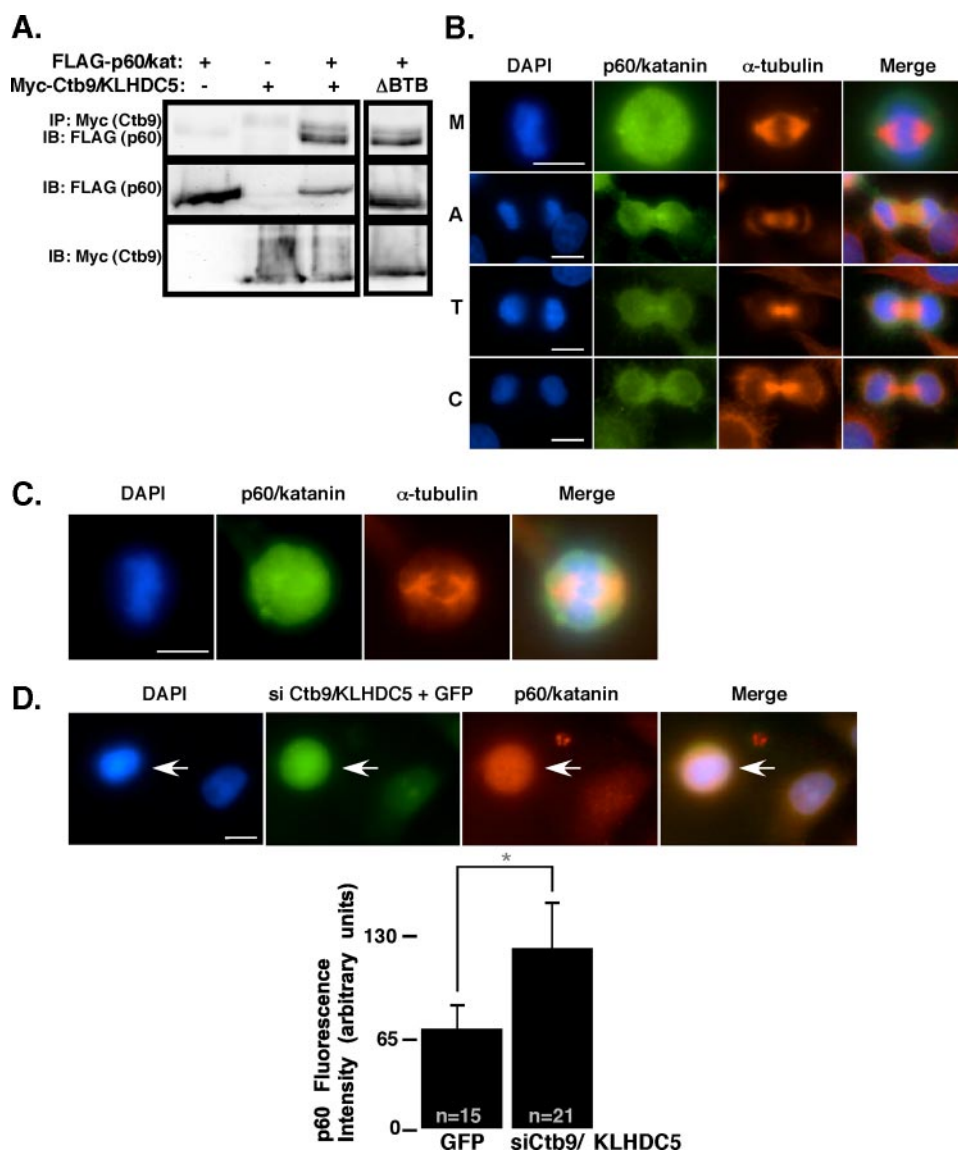 A.
FLAG-p60/kat: + - + +
Myc-Ctb9/KLHDC5: - + + ΔBTB
IP: Myc (Ctb9)
IB: FLAG (p60)
IB: FLAG (p60)
IB: Myc (Ctb9)
B.
DAPI p60/katanin α-tubulin Merge
M
A
T
C
C.
DAPI p60/katanin α-tubulin Merge
D.
DAPI si Ctb9/KLHDC5 + GFP p60/katanin Merge
*
p60 Fluorescence
Intensity (arbitrary units)
130
65
0
n=15 n=21
GFP siCtb9/ KLHDC5